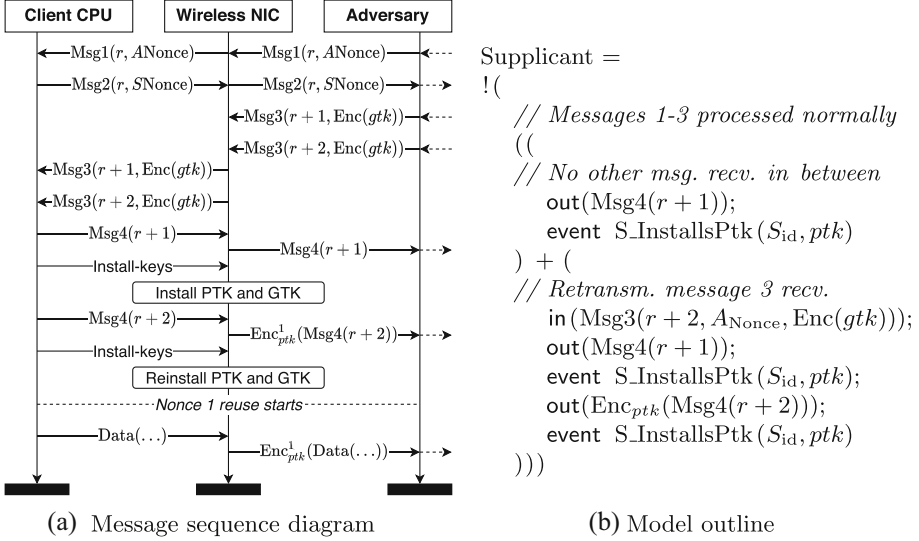 Client CPU Wireless NIC Adversary
Msg1(r, ANonce) Msg1(r, ANonce)
Msg2(r, SNonce) Msg2(r, SNonce)
Msg3(r + 1, Enc(gtk))
Msg3(r + 2, Enc(gtk))
Msg3(r + 1, Enc(gtk))
Msg3(r + 2, Enc(gtk))
Msg4(r + 1)
Msg4(r + 1)
Install-keys
Install PTK and GTK
Msg4(r + 2)
Enc¹ₚₜₖ(Msg4(r + 2))
Install-keys
Reinstall PTK and GTK
Nonce 1 reuse starts
Data(...)
Enc¹ₚₜₖ(Data(...))
(a) Message sequence diagram
Supplicant =
!(
// Messages 1-3 processed normally
((
// No other msg. recv. in between
out(Msg4(r + 1));
event S_InstallsPtk(S_id, ptk)
) + (
// Retransm. message 3 recv.
in(Msg3(r + 2, A_Nonce, Enc(gtk)));
out(Msg4(r + 1));
event S_InstallsPtk(S_id, ptk);
out(Encₚₜₖ(Msg4(r + 2)));
event S_InstallsPtk(S_id, ptk)
)))
(b) Model outline